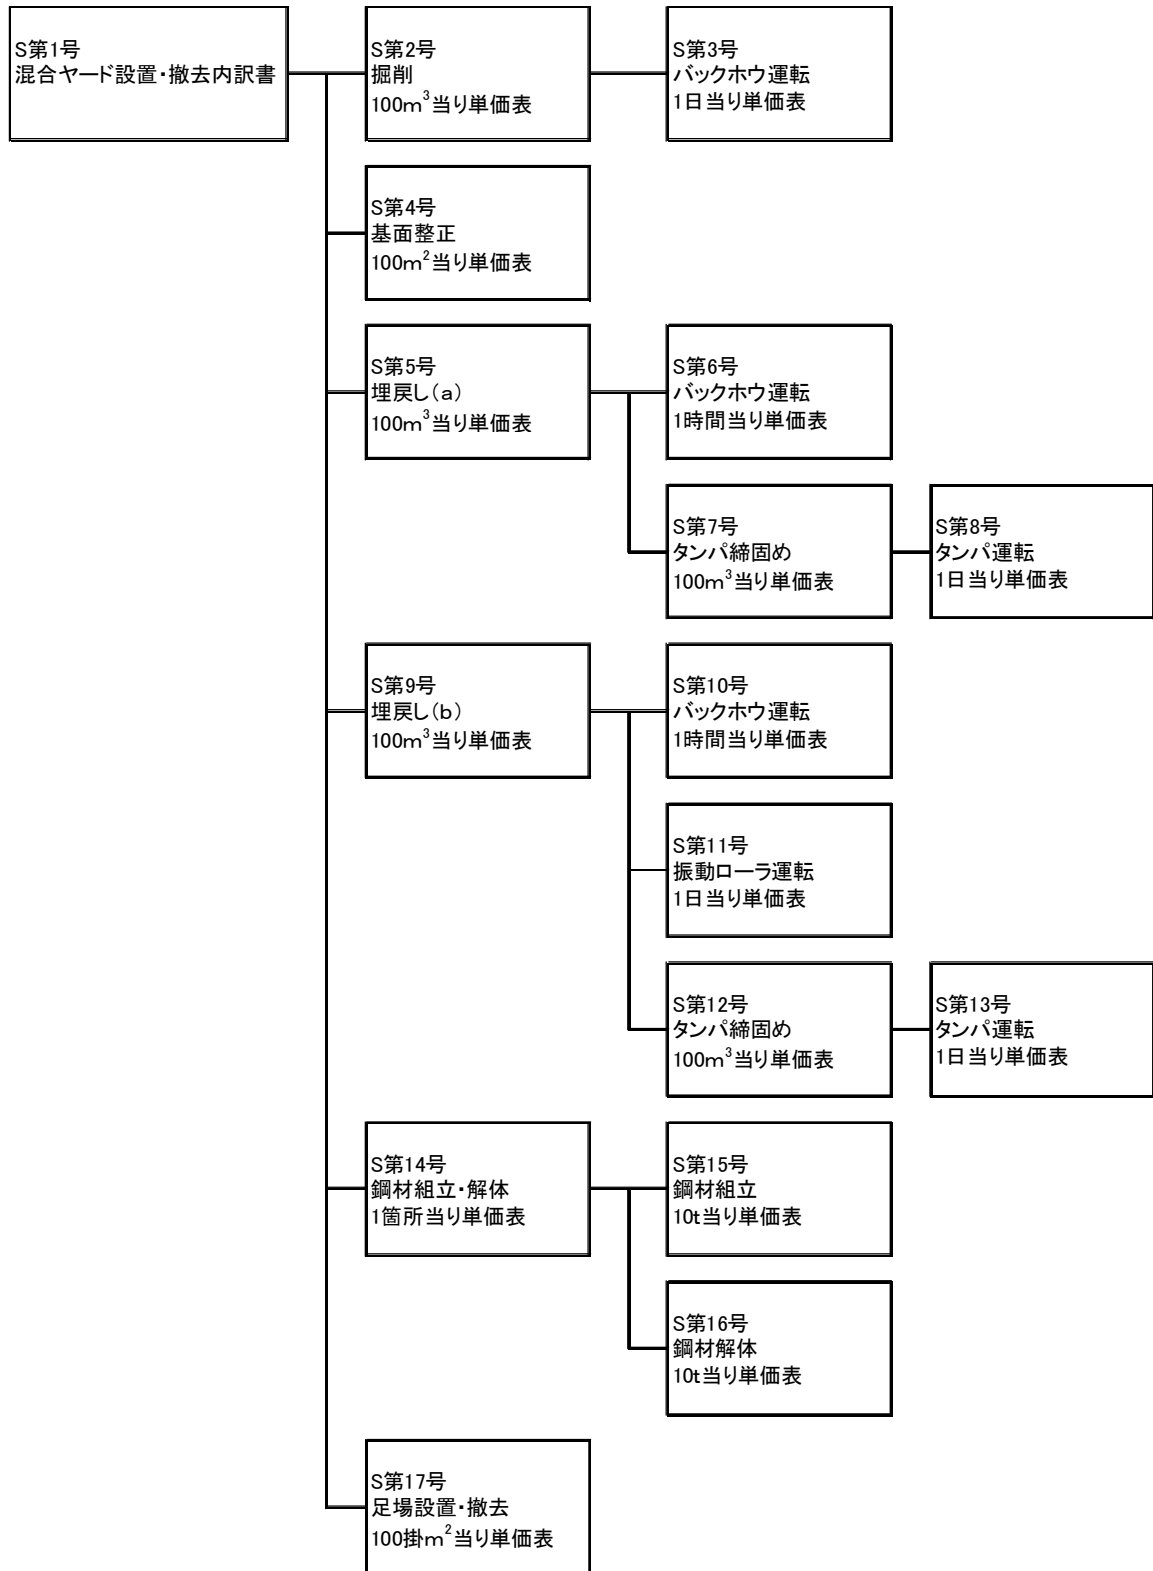 S第1号
混合ヤード設置・撤去内訳書
S第2号
掘削
100m³当り単価表
S第3号
バックホウ運転
1日当り単価表
S第4号
基面整正
100m²当り単価表
S第5号
埋戻し(a)
100m³当り単価表
S第6号
バックホウ運転
1時間当り単価表
S第7号
タンパ締固め
100m³当り単価表
S第8号
タンパ運転
1日当り単価表
S第9号
埋戻し(b)
100m³当り単価表
S第10号
バックホウ運転
1時間当り単価表
S第11号
振動ローラ運転
1日当り単価表
S第12号
タンパ締固め
100m³当り単価表
S第13号
タンパ運転
1日当り単価表
S第14号
鋼材組立・解体
1箇所当り単価表
S第15号
鋼材組立
10t当り単価表
S第16号
鋼材解体
10t当り単価表
S第17号
足場設置・撤去
100掛m²当り単価表